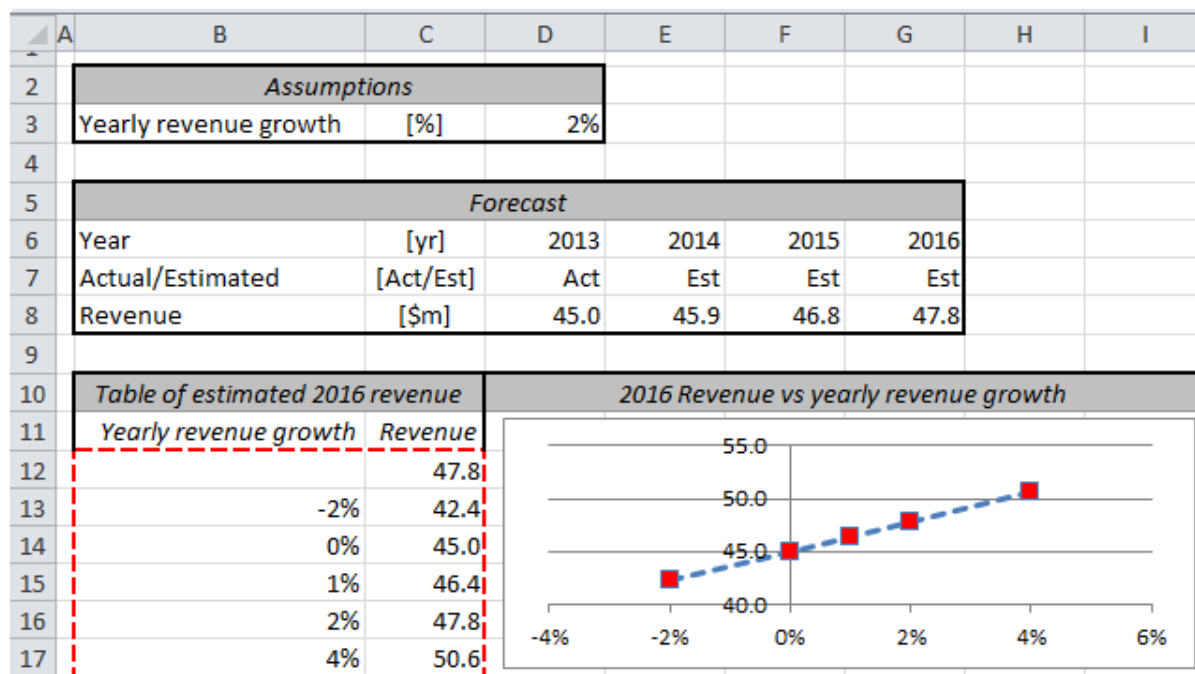 A B C D E F G H I
2 Assumptions
3 Yearly revenue growth [%] 2%
4
5 Forecast
6 Year [yr] 2013 2014 2015 2016
7 Actual/Estimated [Act/Est] Act Est Est Est
8 Revenue [$m] 45.0 45.9 46.8 47.8
9
10 Table of estimated 2016 revenue 2016 Revenue vs yearly revenue growth
11 Yearly revenue growth Revenue
12 47.8
13 -2% 42.4
14 0% 45.0
15 1% 46.4
16 2% 47.8
17 4% 50.6
55.0
50.0
45.0
40.0
-4% -2% 0% 2% 4% 6%